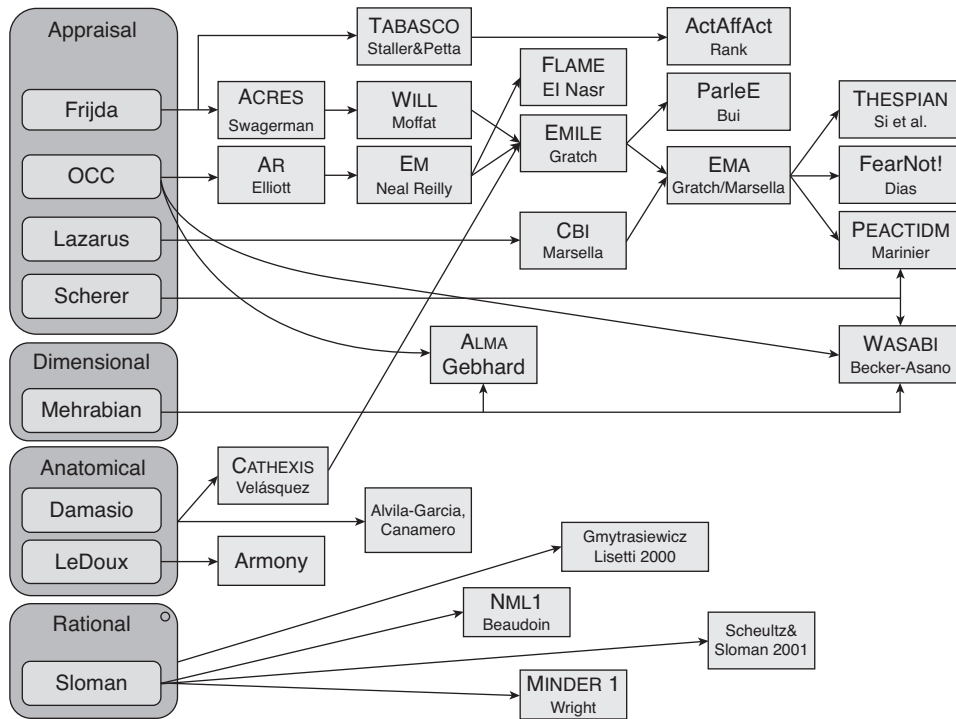 Appraisal
Frijda
OCC
Lazarus
Scherer
Dimensional
Mehrabian
Anatomical
Damasio
LeDoux
Rational
Sloman
TABASCO
Staller&Petta
ActAffAct
Rank
FLAME
El Nasr
ACRES
Swagerman
WILL
Moffat
ParleE
Bui
THESPIAN
Si et al.
EMILE
Gratch
AR
Elliott
EM
Neal Reilly
EMA
Gratch/Marsella
FearNot!
Dias
CBI
Marsella
PEACTIDM
Marinier
ALMA
Gebhard
WASABI
Becker-Asano
CATHEXIS
Velásquez
Alvila-Garcia,
Canamero
Armony
Gmytrasiewicz
Lisetti 2000
NML1
Beaudoin
Scheultz&
Sloman 2001
MINDER 1
Wright